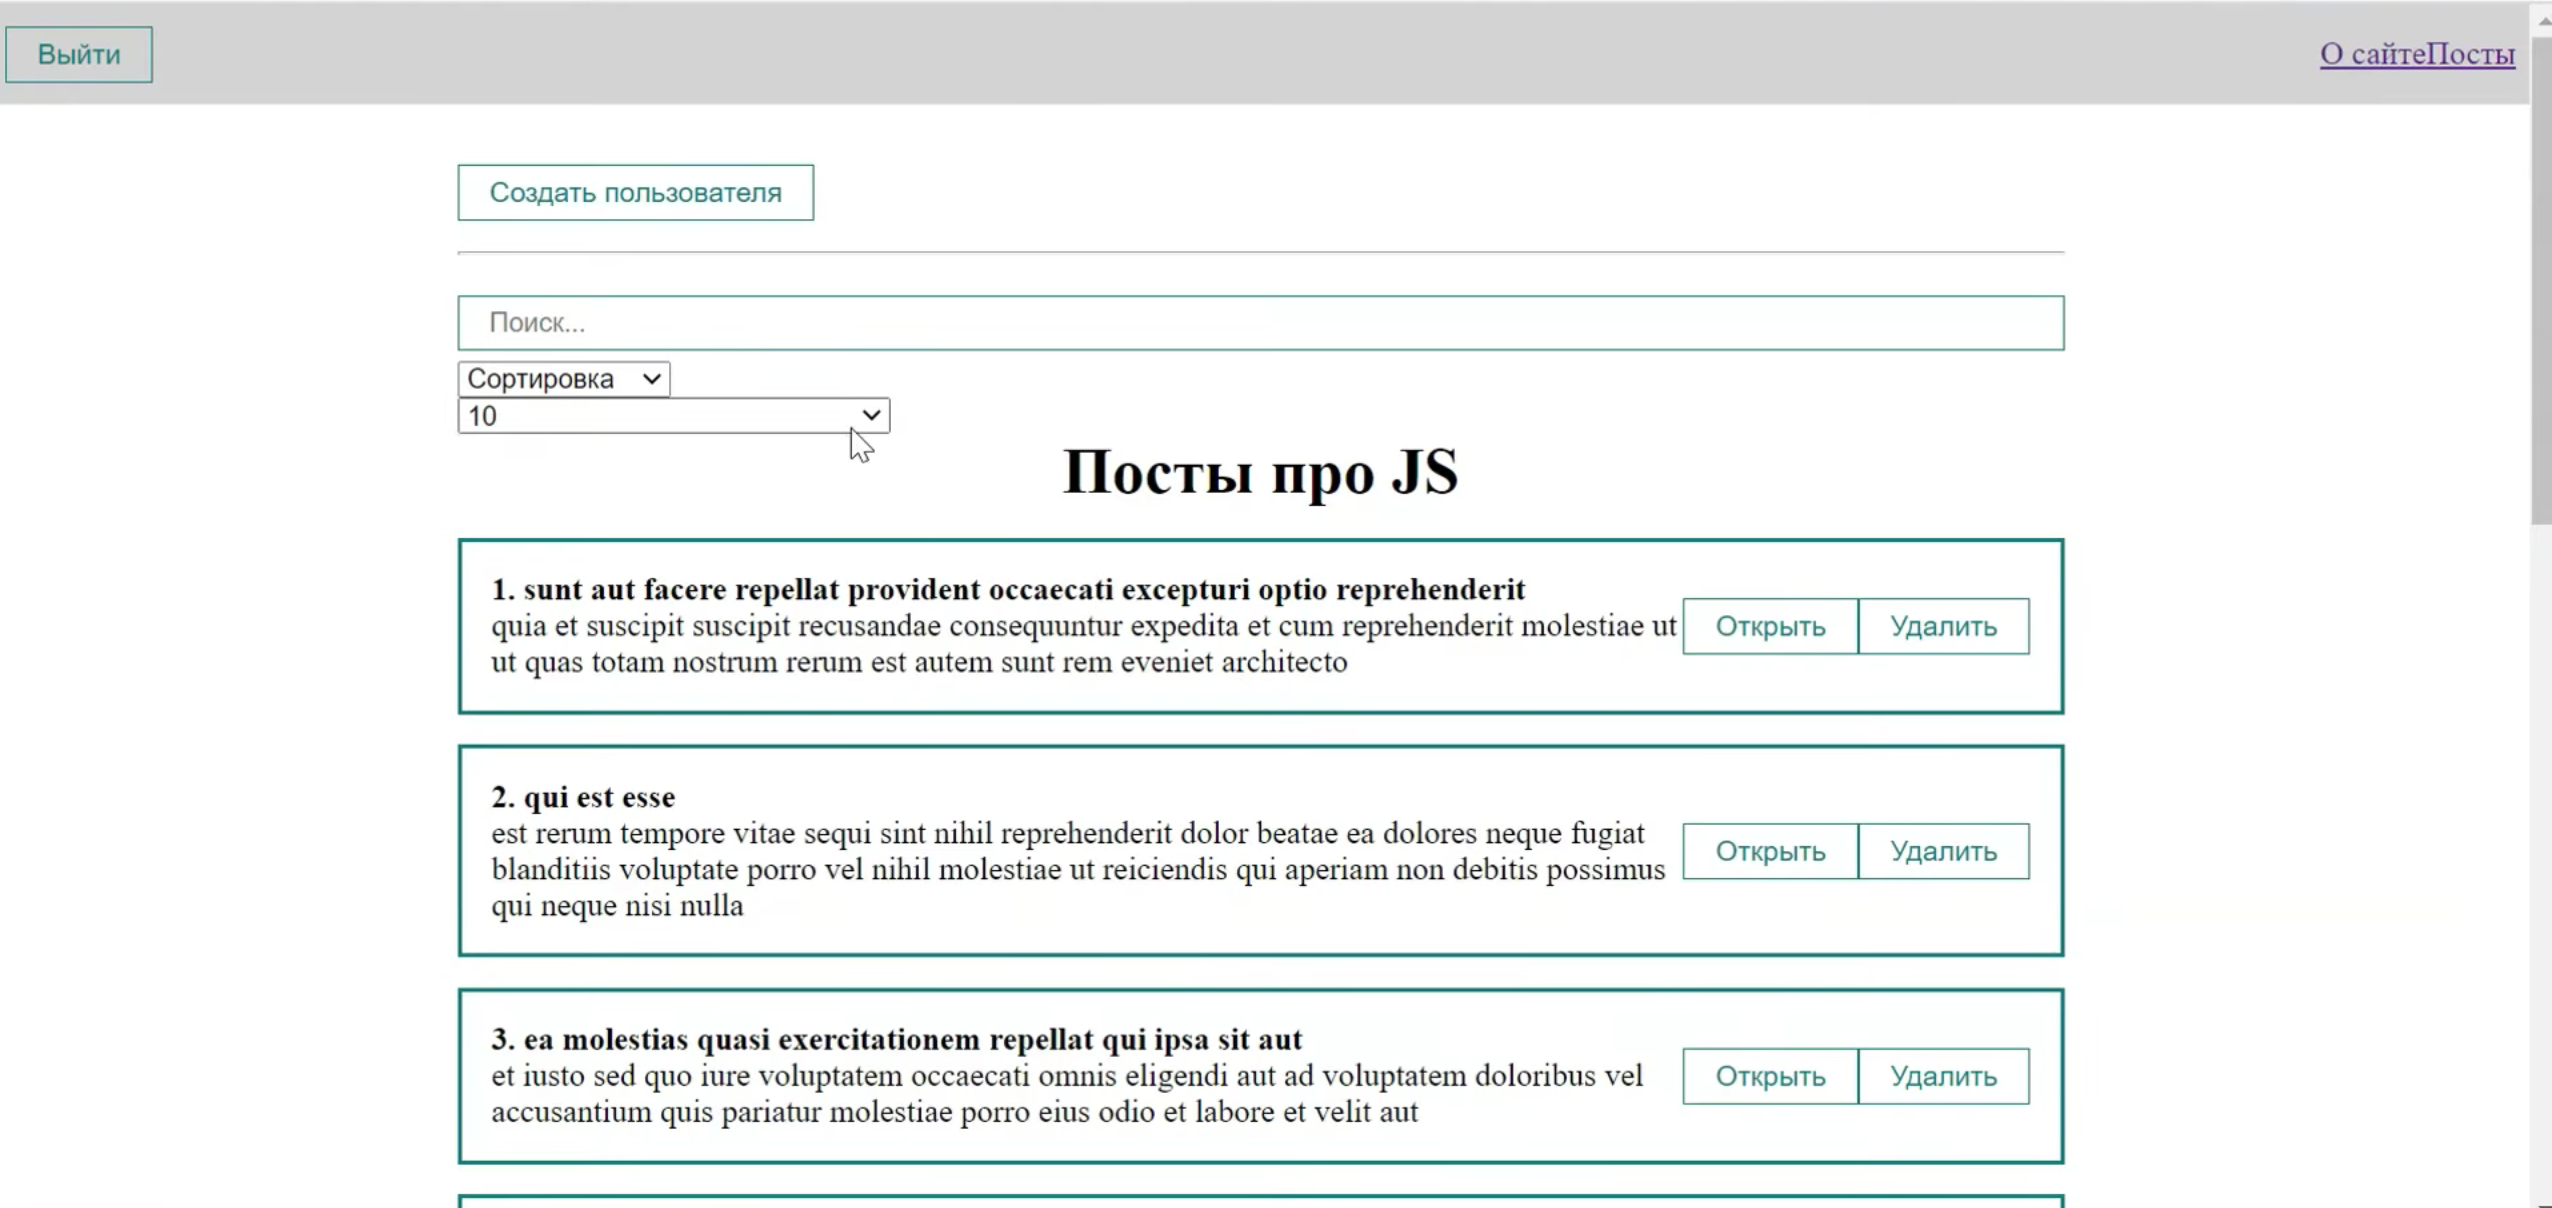 Выйти
О сайтеПосты
Создать пользователя
Поиск...
Сортировка
10
Посты про JS
1. sunt aut facere repellat provident occaecati excepturi optio reprehenderit
quia et suscipit suscipit recusandae consequuntur expedita et cum reprehenderit molestiae ut
ut quas totam nostrum rerum est autem sunt rem eveniet architecto
Открыть
Удалить
2. qui est esse
est rerum tempore vitae sequi sint nihil reprehenderit dolor beatae ea dolores neque fugiat
blanditiis voluptate porro vel nihil molestiae ut reiciendis qui aperiam non debitis possimus
qui neque nisi nulla
Открыть
Удалить
3. ea molestias quasi exercitationem repellat qui ipsa sit aut
et iusto sed quo iure voluptatem occaecati omnis eligendi aut ad voluptatem doloribus vel
accusantium quis pariatur molestiae porro eius odio et labore et velit aut
Открыть
Удалить